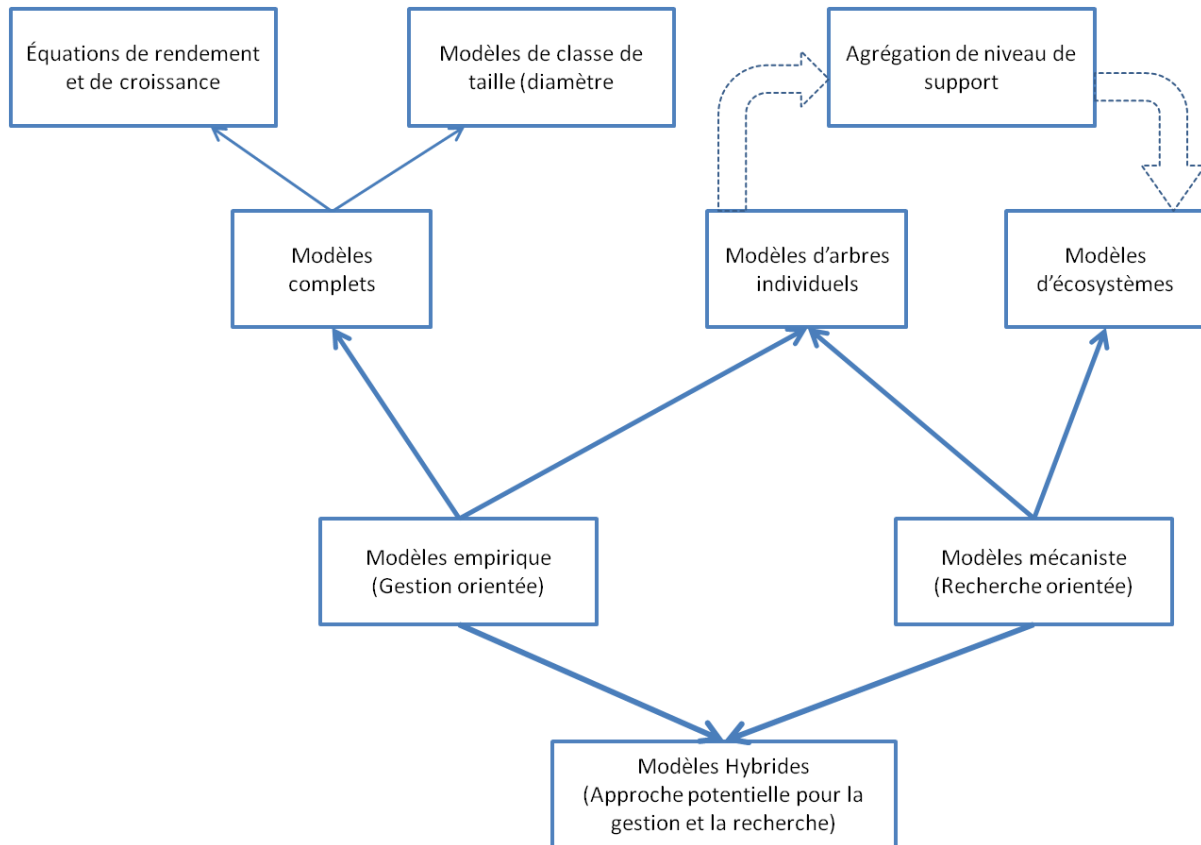 Équations de rendement
et de croissance
Modèles de classe de
taille (diamètre
Agrégation de niveau de
support
Modèles
complets
Modèles d’arbres
individuels
Modèles
d’écosystèmes
Modèles empirique
(Gestion orientée)
Modèles mécaniste
(Recherche orientée)
Modèles Hybrides
(Approche potentielle pour la
gestion et la recherche)